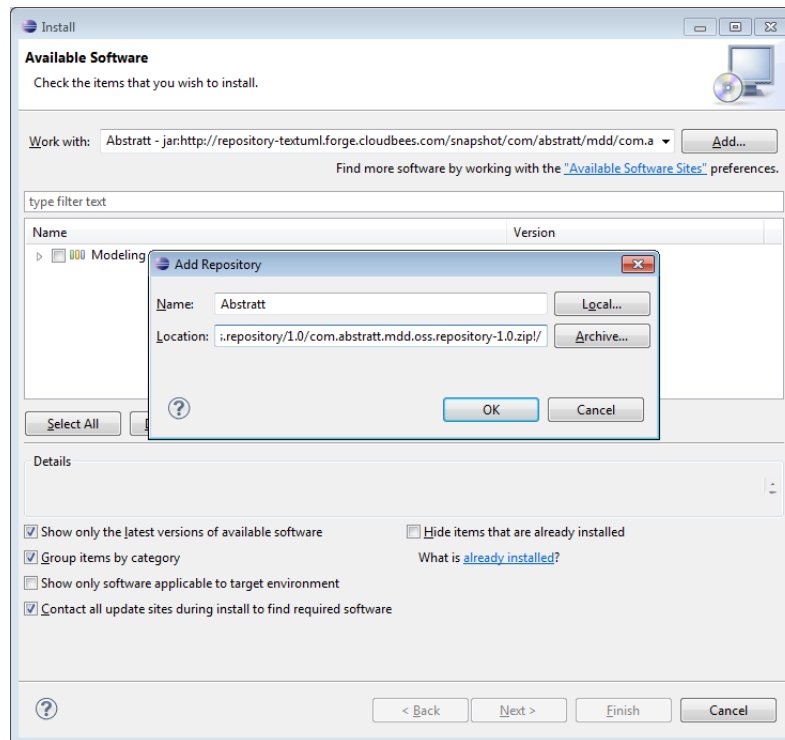 Install
Available Software
Check the items that you wish to install.
Work with: Abstratt - jar:http://repository-textuml.forge.cloudbees.com/snapshot/com/abstratt/mdd/com.a Add...
Find more software by working with the "Available Software Sites" preferences.
type filter text
Name Version
Modeling
Add Repository
Name: Abstratt Local...
Location: .repository/1.0/com.abstratt.mdd.oss.repository-1.0.zip!/ Archive...
OK Cancel
Select All
Details
Show only the latest versions of available software Hide items that are already installed
Group items by category What is already installed?
Show only software applicable to target environment
Contact all update sites during install to find required software
< Back Next > Finish Cancel